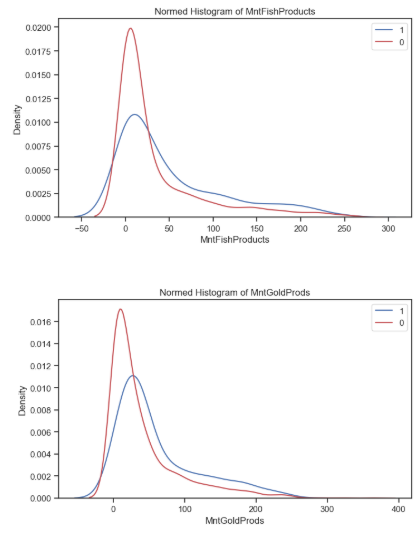 Normed Histogram of MntFishProducts
1
0
0.0200
0.0175
0.0150
0.0125
0.0100
0.0075
0.0050
0.0025
0.0000
Density
−50 0 50 100 150 200 250 300
MntFishProducts
Normed Histogram of MntGoldProds
1
0
0.016
0.014
0.012
0.010
0.008
0.006
0.004
0.002
0.000
Density
0 100 200 300 400
MntGoldProds